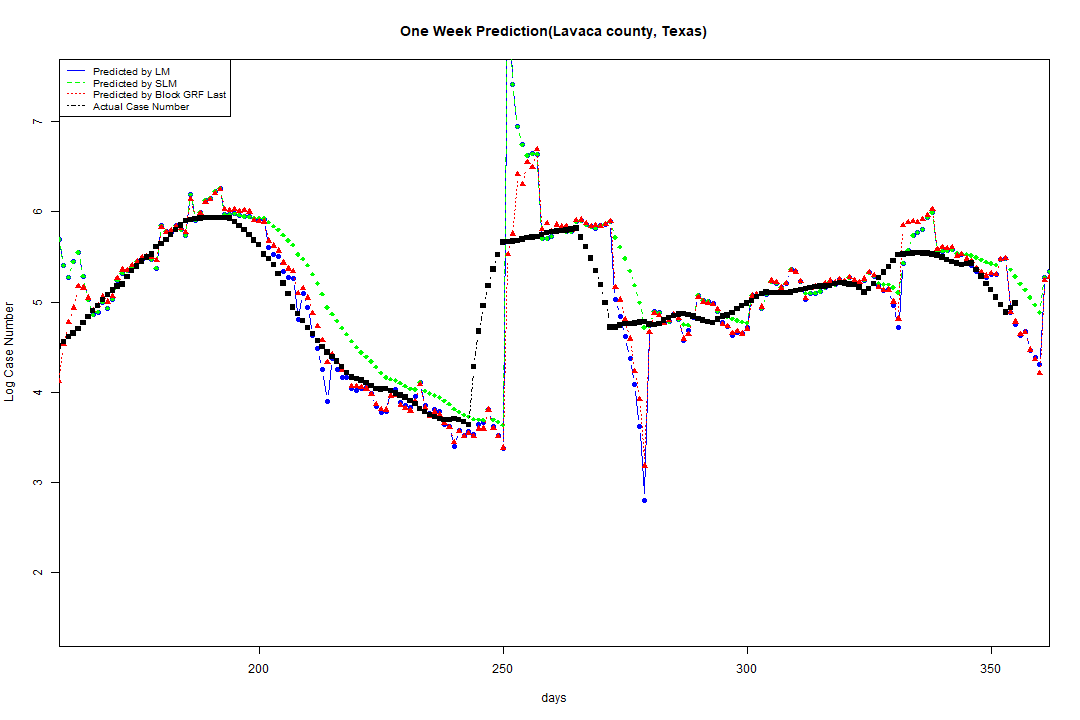 One Week Prediction(Lavaca county, Texas)
Predicted by LM
Predicted by SLM
Predicted by Block GRF Last
Actual Case Number
7
6
5
4
3
2
Log Case Number
200
250
300
350
days